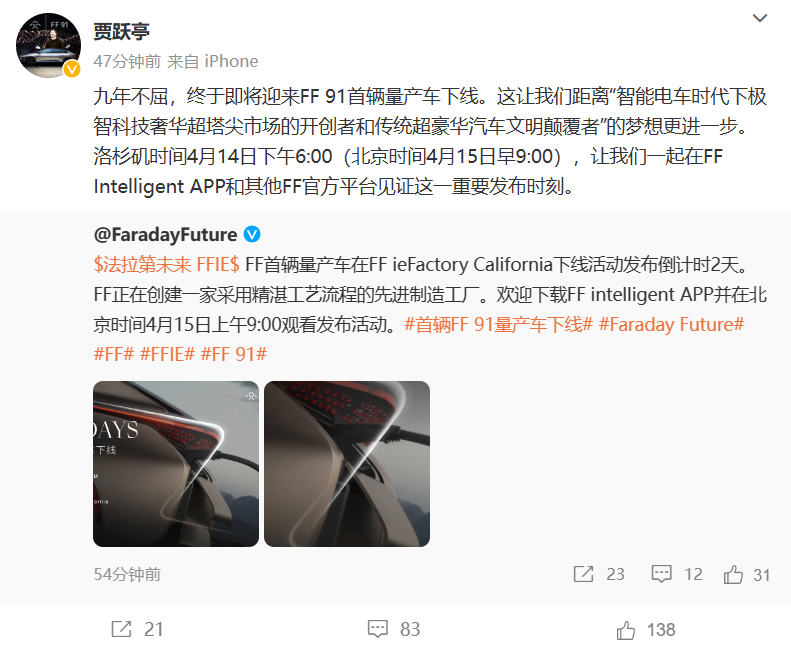 FF 91
贾跃亭
47分钟前 来自 iPhone
九年不屈，终于即将迎来FF 91首辆量产车下线。这让我们距离“智能电车时代下极
智科技奢华超塔尖市场的开创者和传统超豪华汽车文明颠覆者”的梦想更进一步。
洛杉矶时间4月14日下午6:00（北京时间4月15日早9:00），让我们一起在FF
Intelligent APP和其他FF官方平台见证这一重要发布时刻。
@FaradayFuture
$法拉第未来 FFIE$ FF首辆量产车在FF ieFactory California下线活动发布倒计时2天。
FF正在创建一家采用精湛工艺流程的先进制造工厂。欢迎下载FF intelligent APP并在北
京时间4月15日上午9:00观看发布活动。#首辆FF 91量产车下线# #Faraday Future#
#FF# #FFIE# #FF 91#
DAYS
下线
ornia
54分钟前
23
12
31
21
83
138